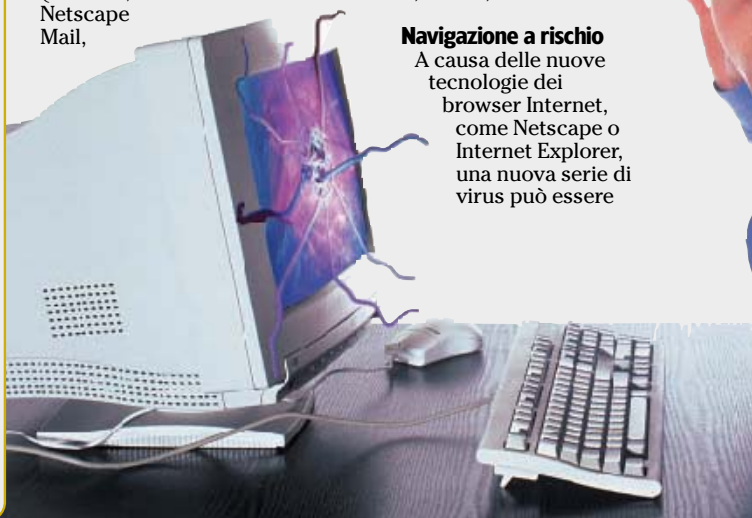 Netscape
Mail,
Navigazione a rischio
A causa delle nuove
tecnologie dei
browser Internet,
come Netscape o
Internet Explorer,
una nuova serie di
virus può essere